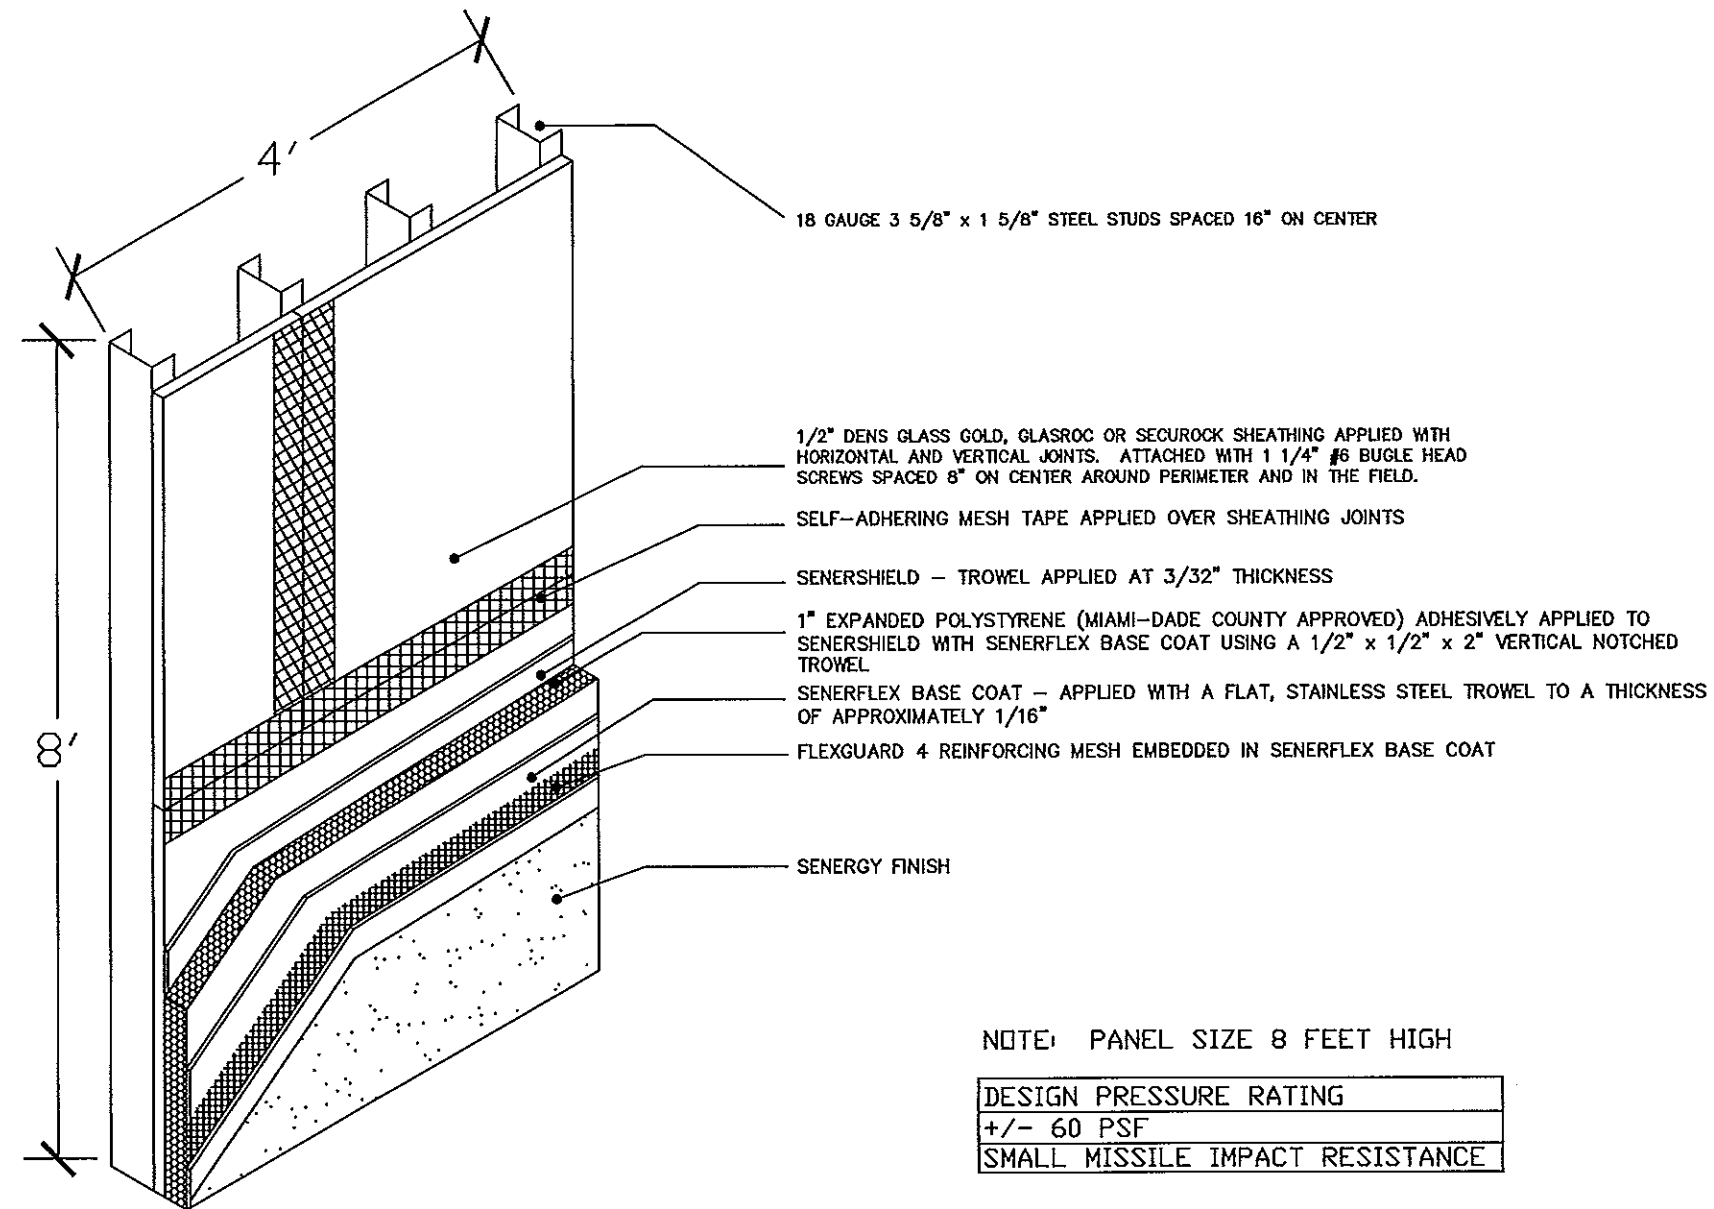 4'
18 GAUGE 3 5/8" x 1 5/8" STEEL STUDS SPACED 16" ON CENTER
1/2" DENS GLASS GOLD, GLASROC OR SECUROCK SHEATHING APPLIED WITH
HORIZONTAL AND VERTICAL JOINTS. ATTACHED WITH 1 1/4" #6 BUGLE HEAD
SCREWS SPACED 8" ON CENTER AROUND PERIMETER AND IN THE FIELD.
SELF-ADHERING MESH TAPE APPLIED OVER SHEATHING JOINTS
SENERSHIELD - TROWEL APPLIED AT 3/32" THICKNESS
1" EXPANDED POLYSTYRENE (MIAMI-DADE COUNTY APPROVED) ADHESIVELY APPLIED TO
SENERSHIELD WITH SENERFLEX BASE COAT USING A 1/2" x 1/2" x 2" VERTICAL NOTCHED
TROWEL
SENERFLEX BASE COAT - APPLIED WITH A FLAT, STAINLESS STEEL TROWEL TO A THICKNESS
OF APPROXIMATELY 1/16"
8'
FLEXGUARD 4 REINFORCING MESH EMBEDDED IN SENERFLEX BASE COAT
SENERGY FINISH
NOTE: PANEL SIZE 8 FEET HIGH
DESIGN PRESSURE RATING
+/- 60 PSF
SMALL MISSILE IMPACT RESISTANCE